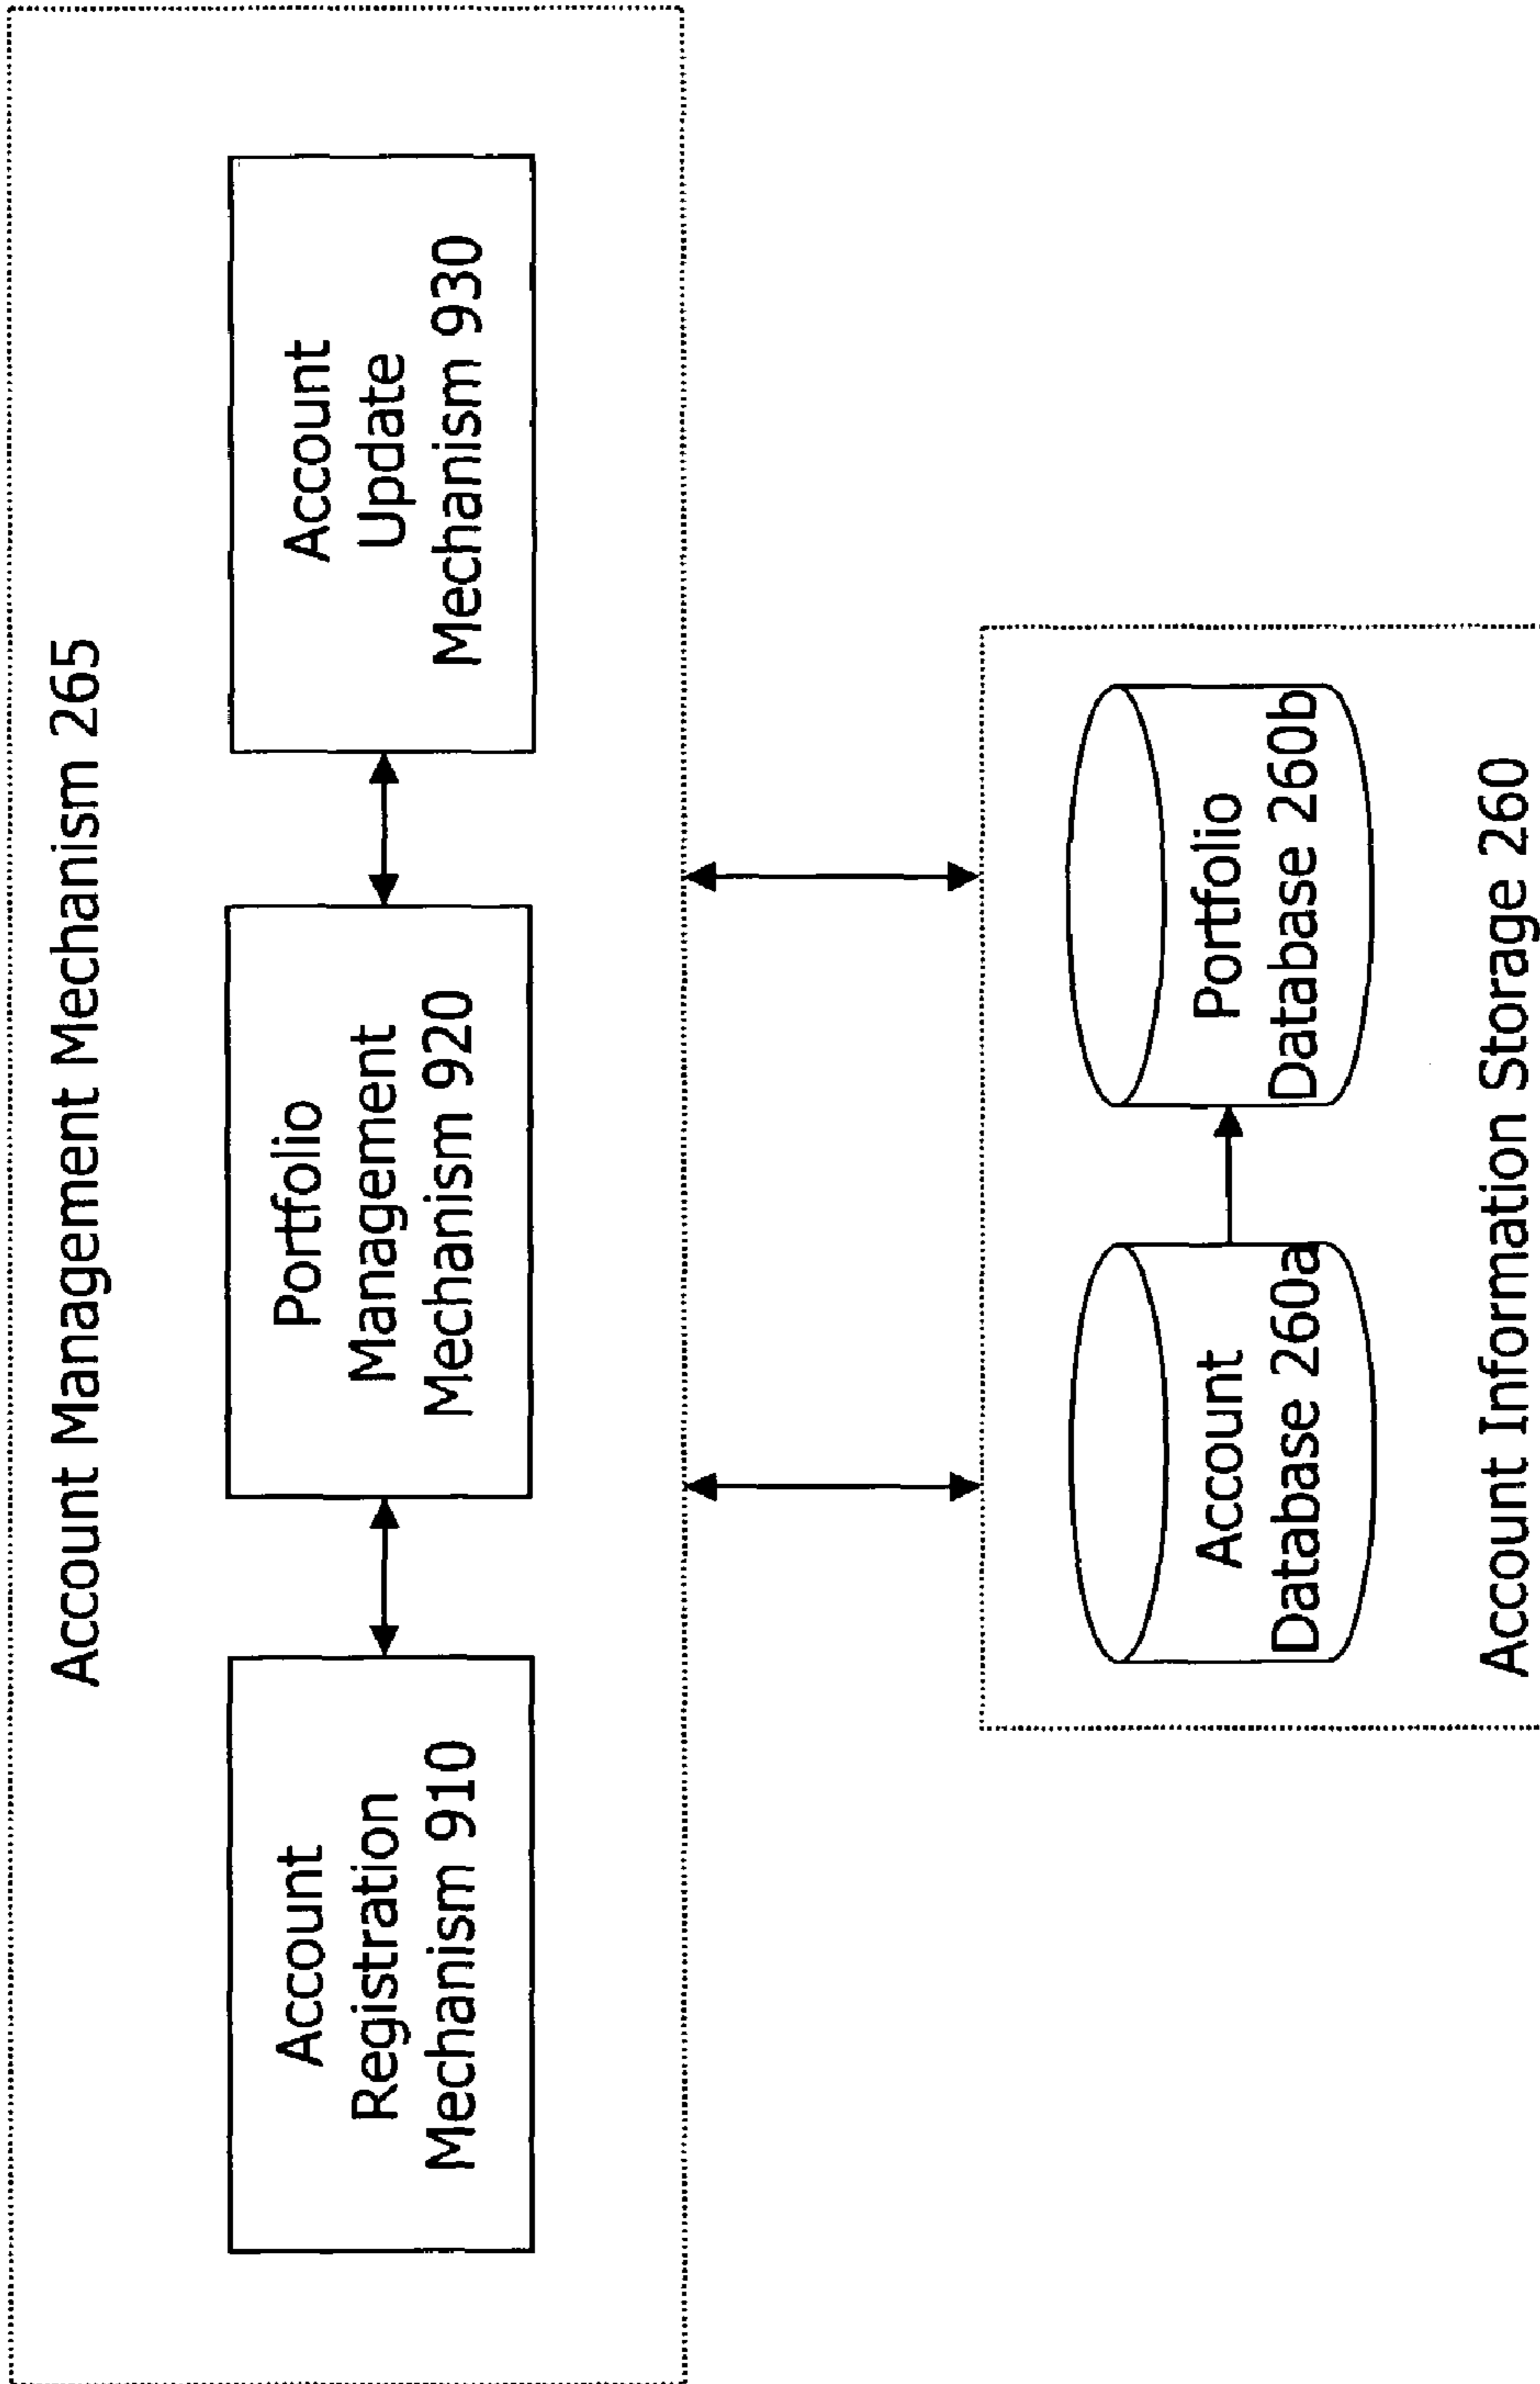 Account Management Mechanism 265
Account
Registration
Mechanism 910
Portfolio
Management
Mechanism 920
Account
Update
Mechanism 930
Account
Database 260a
Portfolio
Database 260b
Account Information Storage 260